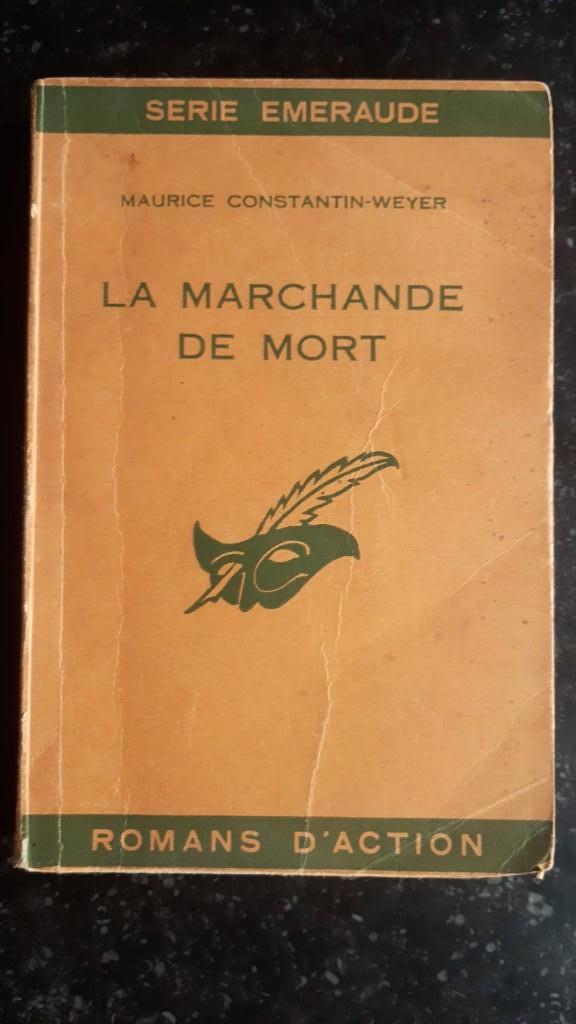 SERIE EMERAUDE
MAURICE CONSTANTIN-WEYER
LA MARCHANDE
DE MORT
ROMANS D'ACTION